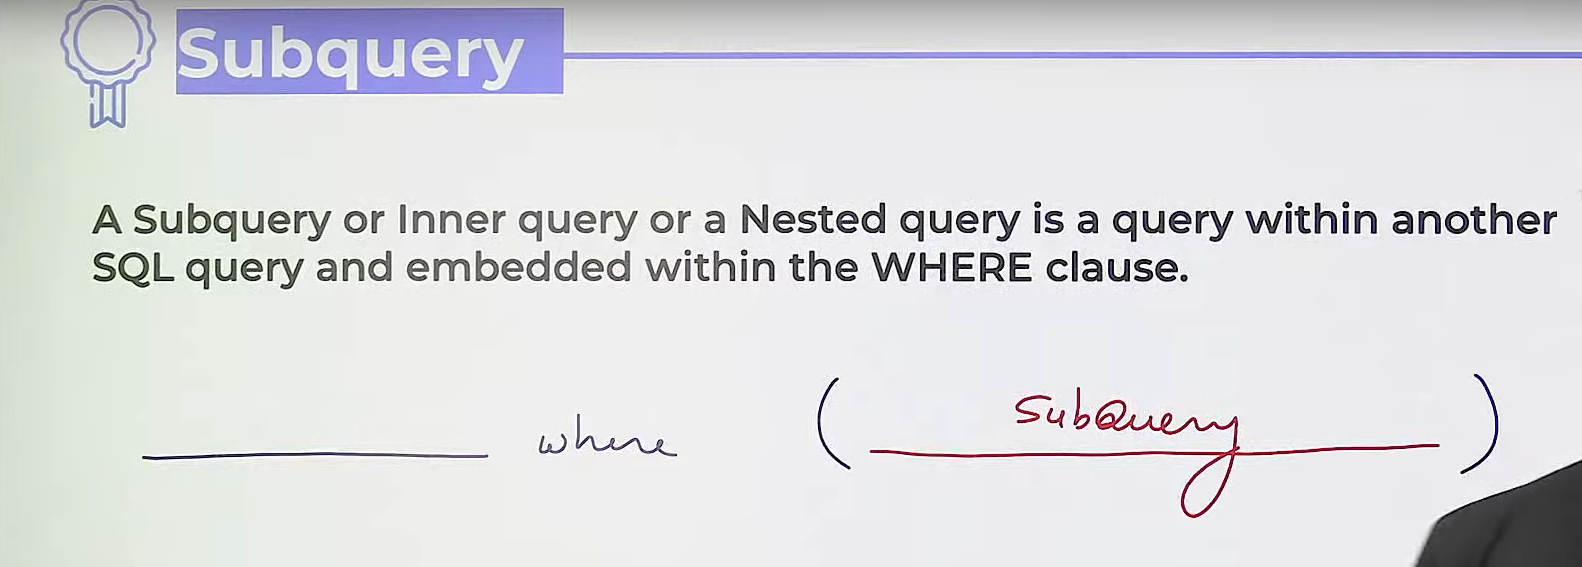 Subquery
A Subquery or Inner query or a Nested query is a query within another
SQL query and embedded within the WHERE clause.
where ( SubQuery )